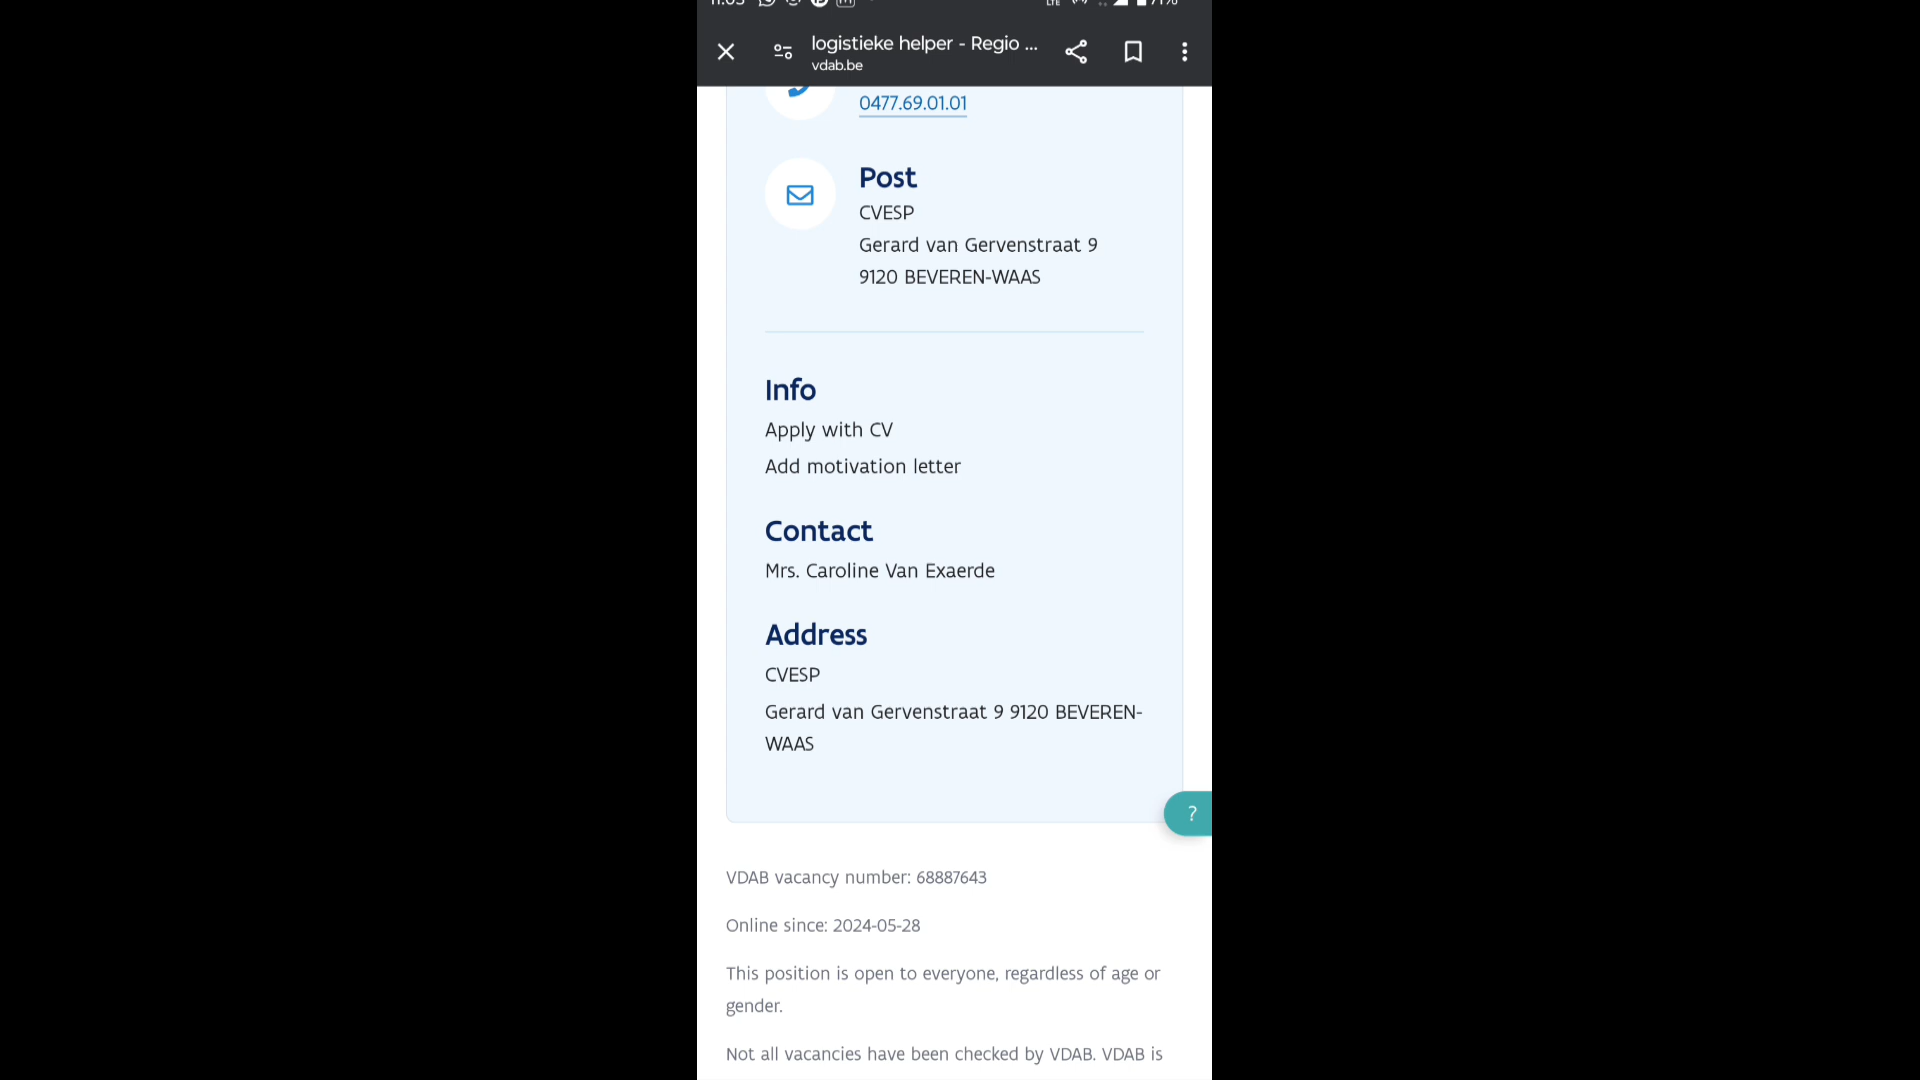 11:05 71%
logistieke helper - Regio ...
vdab.be
0477.69.01.01
Post
CVESP
Gerard van Gervenstraat 9
9120 BEVEREN-WAAS
Info
Apply with CV
Add motivation letter
Contact
Mrs. Caroline Van Exaerde
Address
CVESP
Gerard van Gervenstraat 9 9120 BEVEREN-
WAAS
?
VDAB vacancy number: 68887643
Online since: 2024-05-28
This position is open to everyone, regardless of age or
gender.
Not all vacancies have been checked by VDAB. VDAB is